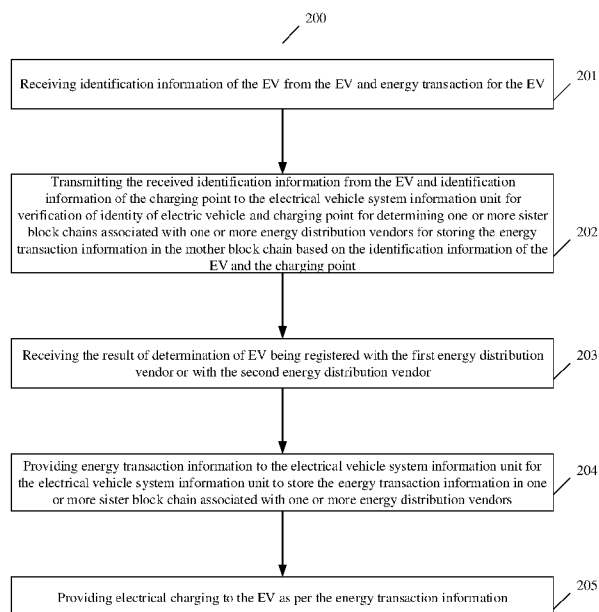 200
Receiving identification information of the EV from the EV and energy transaction for the EV
201
Transmitting the received identification information from the EV and identification
information of the charging point to the electrical vehicle system information unit for
verification of identity of electric vehicle and charging point for determining one or more sister
block chains associated with one or more energy distribution vendors for storing the energy
transaction information in the mother block chain based on the identification information of the
EV and the charging point
202
Receiving the result of determination of EV being registered with the first energy distribution
vendor or with the second energy distribution vendor
203
Providing energy transaction information to the electrical vehicle system information unit for
the electrical vehicle system information unit to store the energy transaction information in one
or more sister block chain associated with one or more energy distribution vendors
204
Providing electrical charging to the EV as per the energy transaction information
205